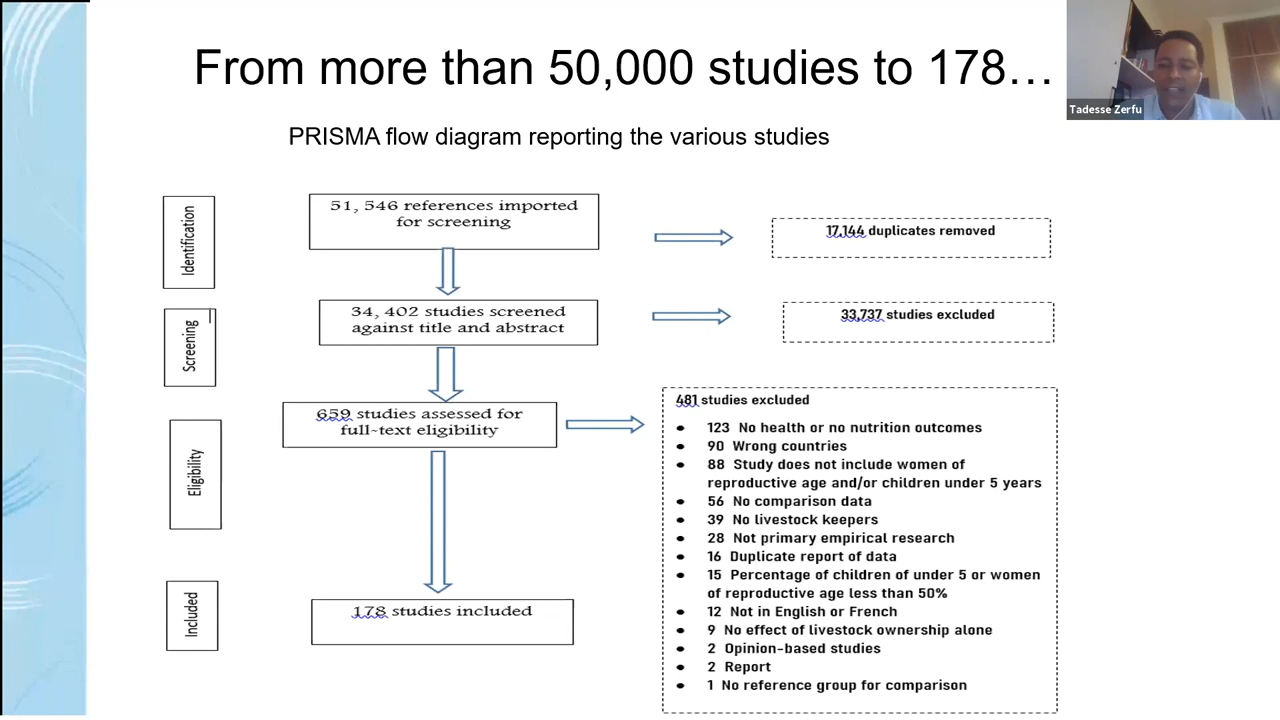 From more than 50,000 studies to 178…
Tadesse Zerfu
PRISMA flow diagram reporting the various studies
Identification
51, 546 references imported
for screening
17,144 duplicates removed
Screening
34, 402 studies screened
against title and abstract
33,737 studies excluded
Eligibility
659 studies assessed for
full-text eligibility
481 studies excluded
• 123 No health or no nutrition outcomes
• 90 Wrong countries
• 88 Study does not include women of
reproductive age and/or children under 5 years
• 56 No comparison data
• 39 No livestock keepers
• 28 Not primary empirical research
• 16 Duplicate report of data
• 15 Percentage of children of under 5 or women
of reproductive age less than 50%
• 12 Not in English or French
• 9 No effect of livestock ownership alone
• 2 Opinion-based studies
• 2 Report
• 1 No reference group for comparison
Included
178 studies included